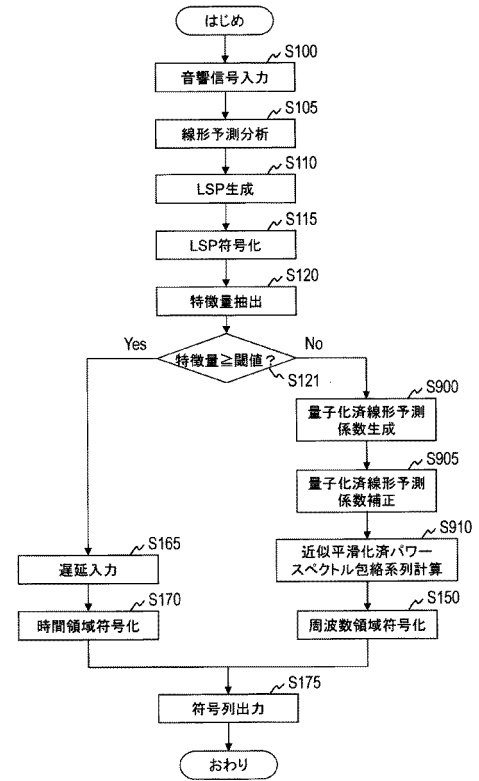 はじめ
S100
音響信号入力
S105
線形予測分析
S110
LSP生成
S115
LSP符号化
S120
特徴量抽出
Yes
No
特徴量≧閾値?
S121
S900
量子化済線形予測
係数生成
S905
量子化済線形予測
係数補正
S910
近似平滑化済パワー
スペクトル包絡系列計算
S165
遅延入力
S170
時間領域符号化
S150
周波数領域符号化
S175
符号列出力
おわり